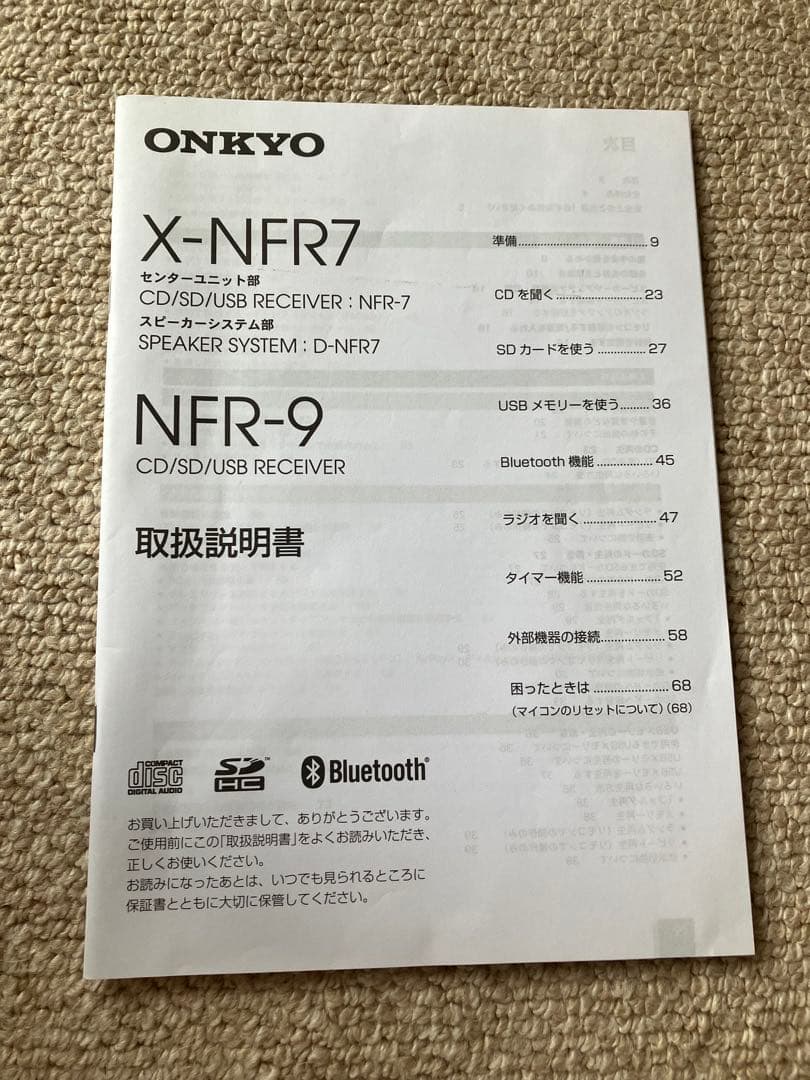 ONKYO
X-NFR7
センターユニット部
CD/SD/USB RECEIVER : NFR-7
スピーカーシステム部
SPEAKER SYSTEM : D-NFR7
NFR-9
CD/SD/USB RECEIVER
取扱説明書
準備.......................................9
CD を聞く..........................23
SD カードを使う..............27
USB メモリーを使う.........36
Bluetooth 機能.................45
ラジオを聞く......................47
タイマー機能......................52
外部機器の接続...................58
困ったときは......................68
(マイコンのリセットについて)(68)
COMPACT
disc
DIGITAL AUDIO
SD
HC
Bluetooth®
お買い上げいただきまして、ありがとうございます。
ご使用前にこの「取扱説明書」をよくお読みいただき、
正しくお使いください。
お読みになったあとは、いつでも見られるところに
保証書とともに大切に保管してください。